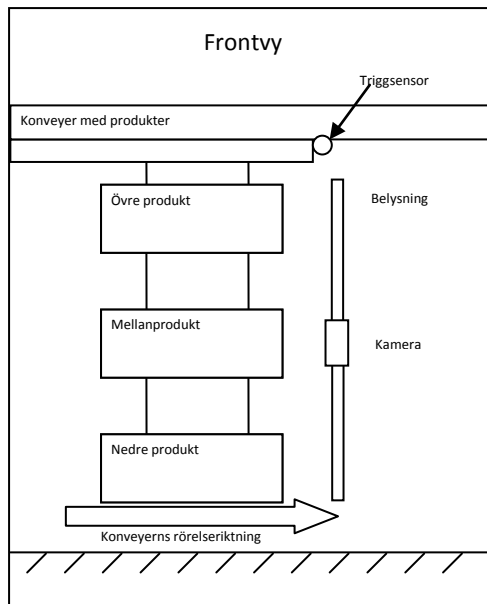 Frontvy
Triggsensor
Konveyer med produkter
Övre produkt
Belysning
Mellanprodukt
Kamera
Nedre produkt
Konveyerns rörelseriktning